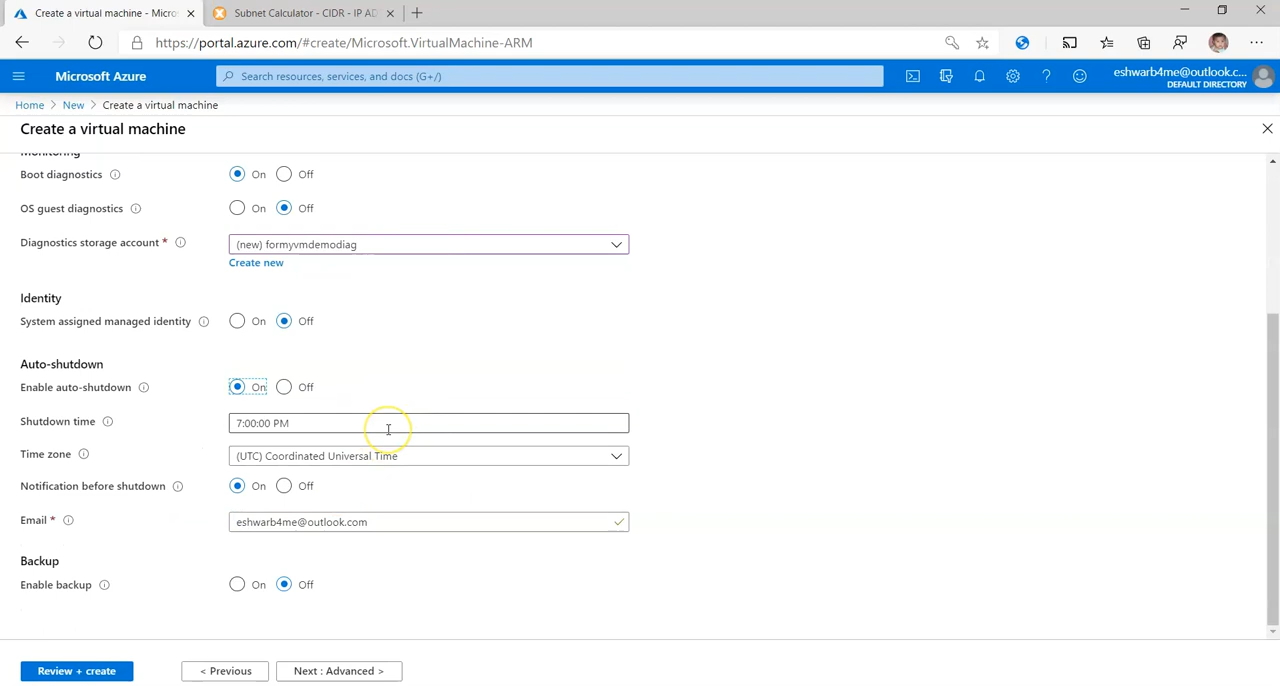 Create a virtual machine - Micros
Subnet Calculator - CIDR - IP AD
https://portal.azure.com/#create/Microsoft.VirtualMachine-ARM
Microsoft Azure
Search resources, services, and docs (G+/)
eshwarb4me@outlook.c...
DEFAULT DIRECTORY
Home > New > Create a virtual machine
Create a virtual machine
Monitoring
Boot diagnostics On Off
OS guest diagnostics On Off
Diagnostics storage account * (new) formyvmdemodiag
Create new
Identity
System assigned managed identity On Off
Auto-shutdown
Enable auto-shutdown On Off
Shutdown time 7:00:00 PM
Time zone (UTC) Coordinated Universal Time
Notification before shutdown On Off
Email * eshwarb4me@outlook.com
Backup
Enable backup On Off
Review + create < Previous Next : Advanced >